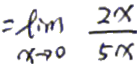 = lim x→0 2x/5x